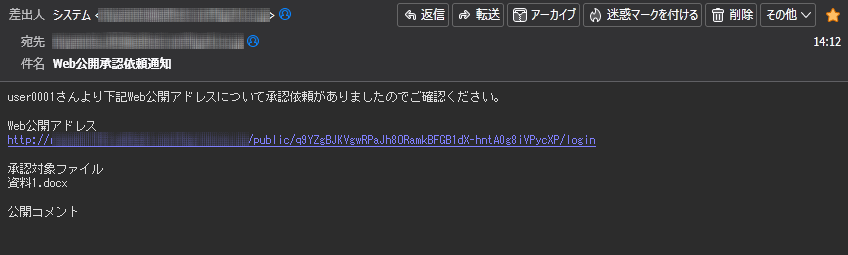 差出人 システム < >
返信 転送 アーカイブ 迷惑マークを付ける 削除 その他
宛先
14:12
件名 Web公開承認依頼通知
user0001さんより下記Web公開アドレスについて承認依頼がありましたのでご確認ください。
Web公開アドレス
http:// /public/q9YZgBJKVgwRPaJh8ORamkBFGB1dX-hntA0g8iVPycXP/login
承認対象ファイル
資料1.docx
公開コメント